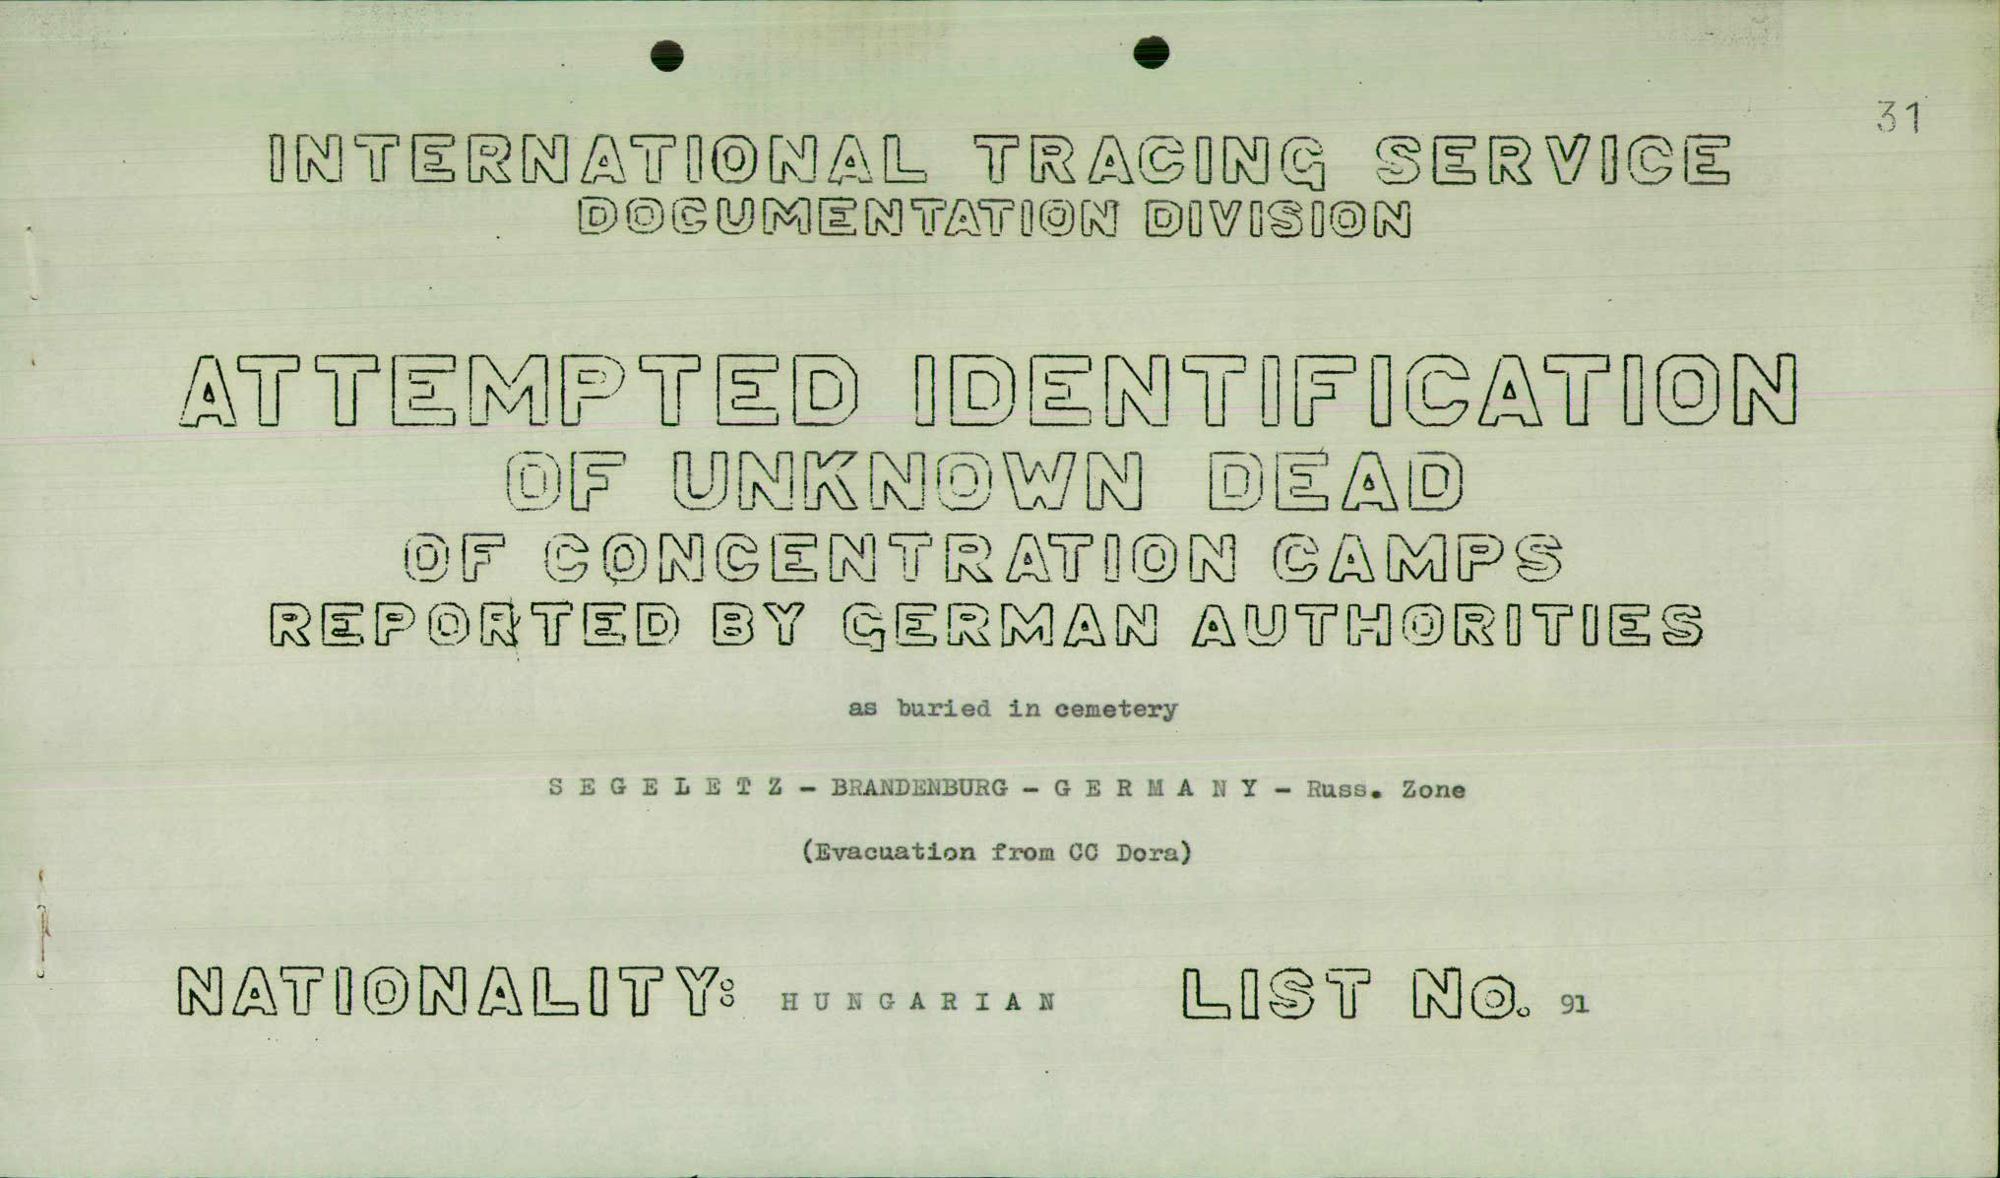 31
INTERNATIONAL TRACING SERVICE
DOCUMENTATION DIVISION
ATTEMPTED IDENTIFICATION
OF UNKNOWN DEAD
OF CONCENTRATION CAMPS
REPORTED BY GERMAN AUTHORITIES
as buried in cemetery
S E G E L E T Z - BRANDENBURG - G E R M A N Y - Russ. Zone
(Evacuation from CC Dora)
NATIONALITY: H U N G A R I A N LIST No. 91